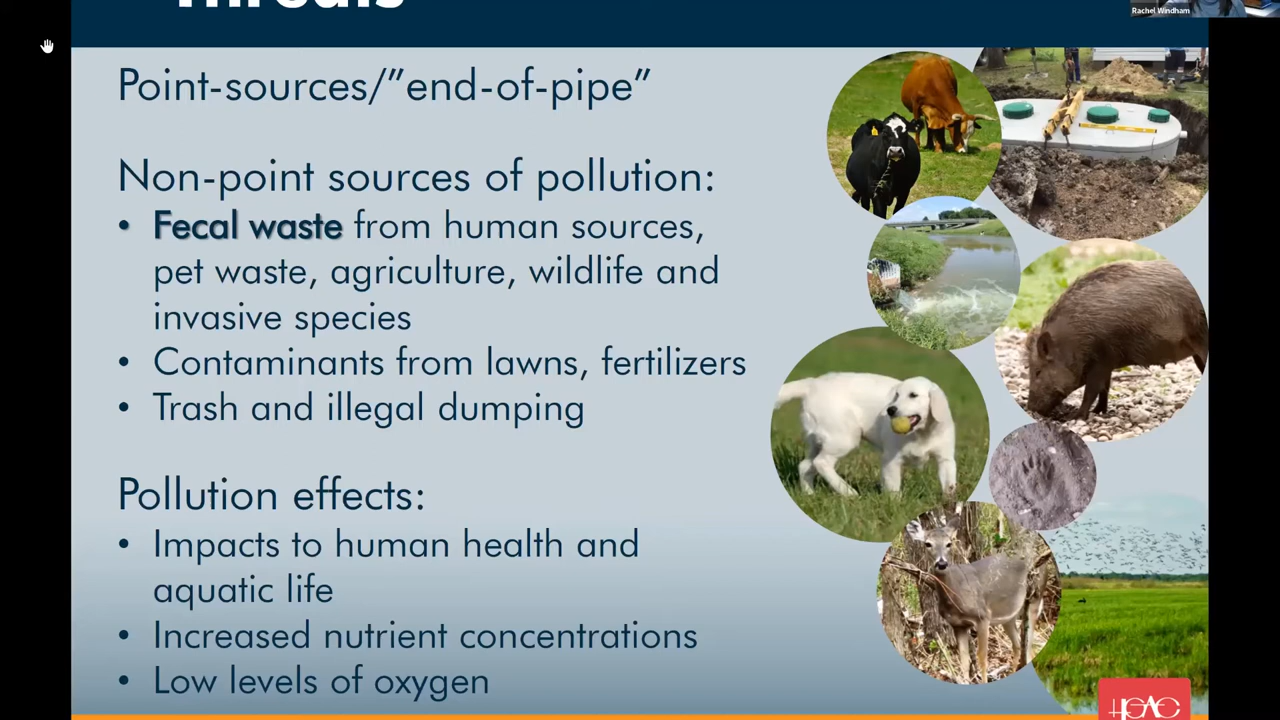 Threats
Rachel Windham
Point-sources/”end-of-pipe”
Non-point sources of pollution:
• Fecal waste from human sources,
pet waste, agriculture, wildlife and
invasive species
• Contaminants from lawns, fertilizers
• Trash and illegal dumping
Pollution effects:
• Impacts to human health and
aquatic life
• Increased nutrient concentrations
• Low levels of oxygen